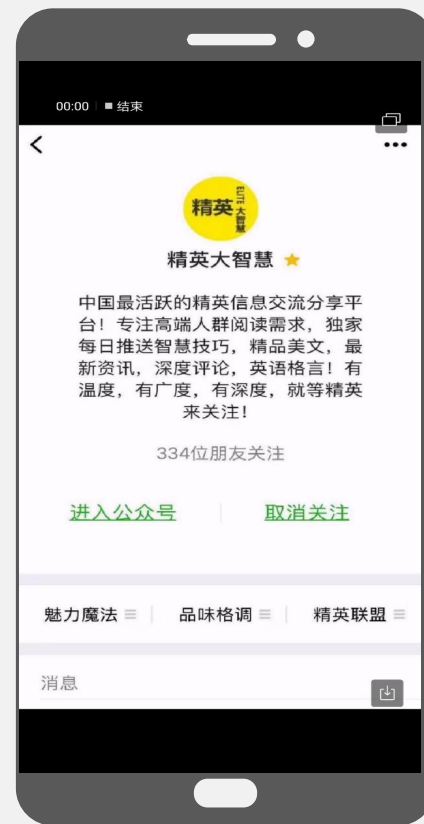 00:00 结束
精英 ELITE 大智慧
精英大智慧
中国最活跃的精英信息交流分享平
台！专注高端人群阅读需求，独家
每日推送智慧技巧，精品美文，最
新资讯，深度评论，英语格言！有
温度，有广度，有深度，就等精英
来关注！
334位朋友关注
进入公众号 取消关注
魅力魔法 品味格调 精英联盟
消息